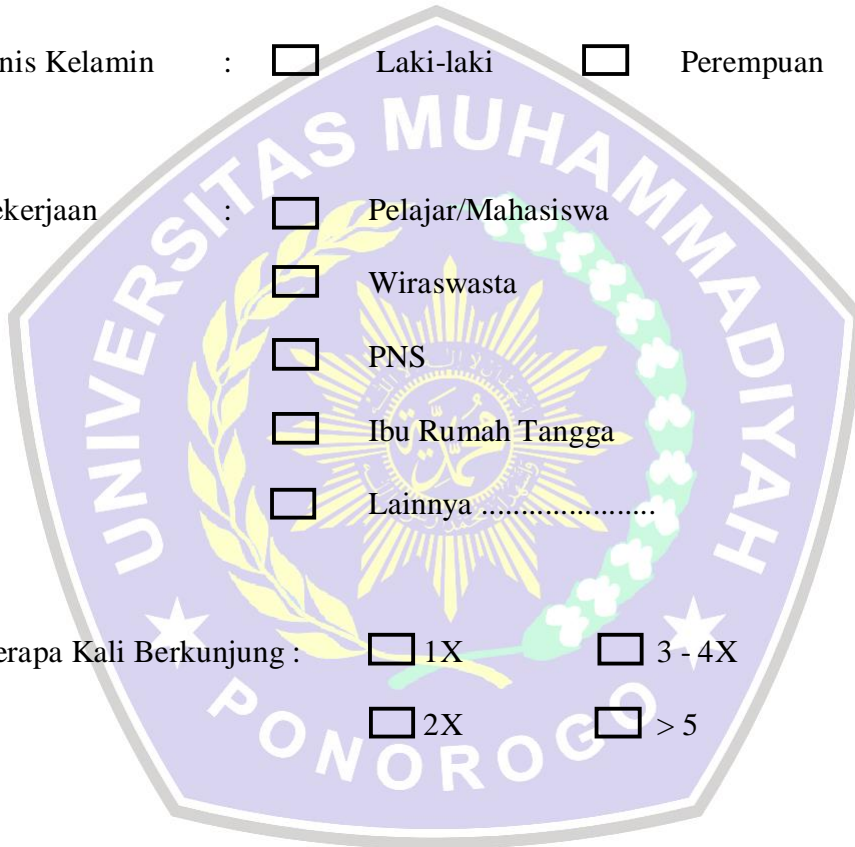 nis Kelamin : Laki-laki Perempuan
ekerjaan : Pelajar/Mahasiswa
Wiraswasta
PNS
Ibu Rumah Tangga
Lainnya ......................
erapa Kali Berkunjung : 1X 3 - 4X
2X > 5
UNIVERSITAS MUHAMMADIYAH
PONOROGO
محمدية